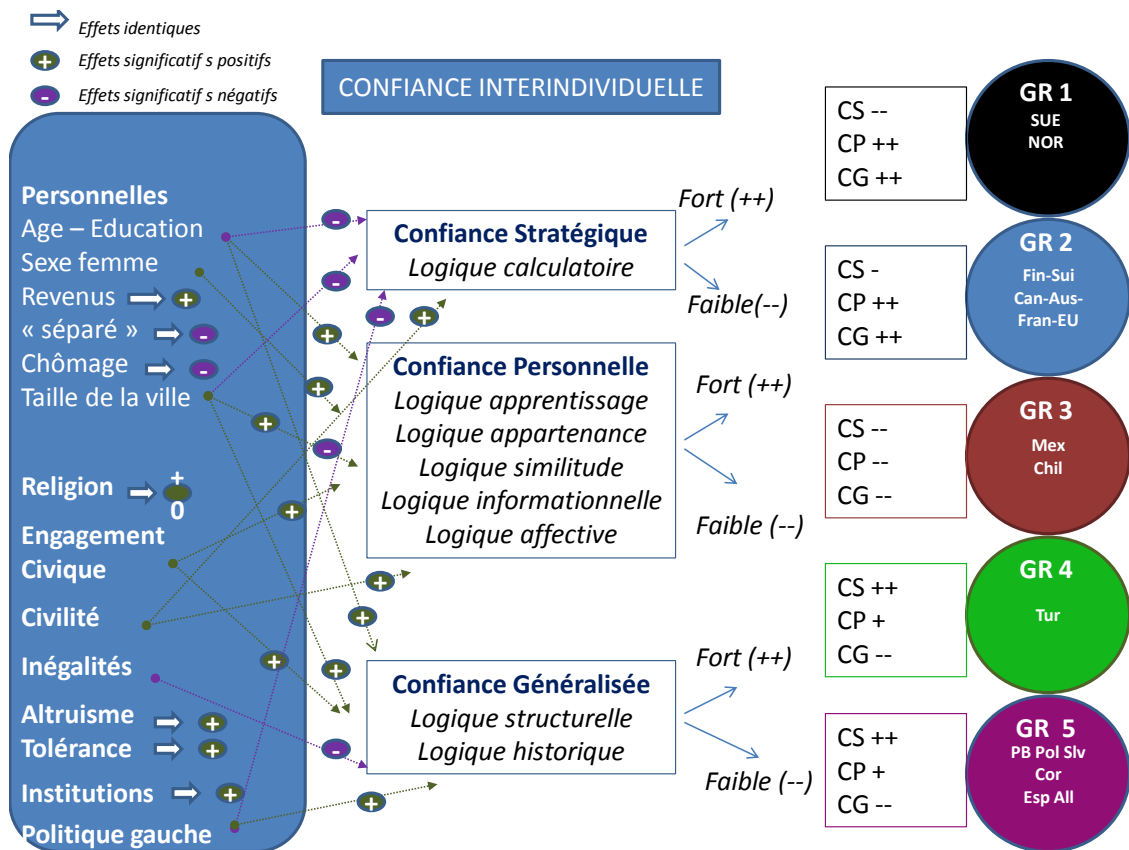 Effets identiques
+ Effets significatif s positifs
- Effets significatif s négatifs
CONFIANCE INTERINDIVIDUELLE
Personnelles
Age – Education
Sexe femme
Revenus +
« séparé » -
Chômage -
Taille de la ville
Religion +
0
Engagement
Civique
Civilité
Inégalités
Altruisme +
Tolérance +
Institutions +
Politique gauche
-
-
-
+
+
+
+
-
+
+
+
+
+
-
+
Confiance Stratégique
Logique calculatoire
Fort (++)
Faible(--)
Confiance Personnelle
Logique apprentissage
Logique appartenance
Logique similitude
Logique informationnelle
Logique affective
Fort (++)
Faible (--)
Confiance Généralisée
Logique structurelle
Logique historique
Fort (++)
Faible (--)
CS --
CP ++
CG ++
GR 1
SUE
NOR
CS -
CP ++
CG ++
GR 2
Fin-Sui
Can-Aus-
Fran-EU
CS --
CP --
CG --
GR 3
Mex
Chil
CS ++
CP +
CG --
GR 4
Tur
CS ++
CP +
CG --
GR 5
PB Pol Slv
Cor
Esp All